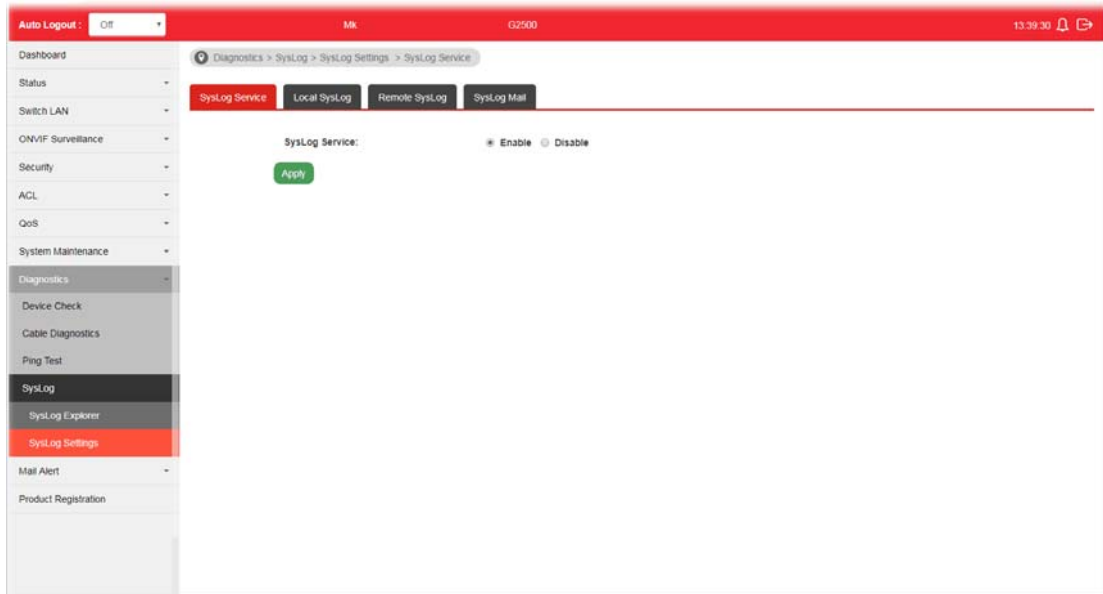 Auto Logout : Off Mk G2500 13:39:30
Dashboard
Diagnostics > SysLog > SysLog Settings > SysLog Service
Status
SysLog Service Local SysLog Remote SysLog SysLog Mail
Switch LAN
ONVIF Surveillance
SysLog Service: Enable Disable
Security
Apply
ACL
QoS
System Maintenance
Diagnostics
Device Check
Cable Diagnostics
Ping Test
SysLog
SysLog Explorer
SysLog Settings
Mail Alert
Product Registration